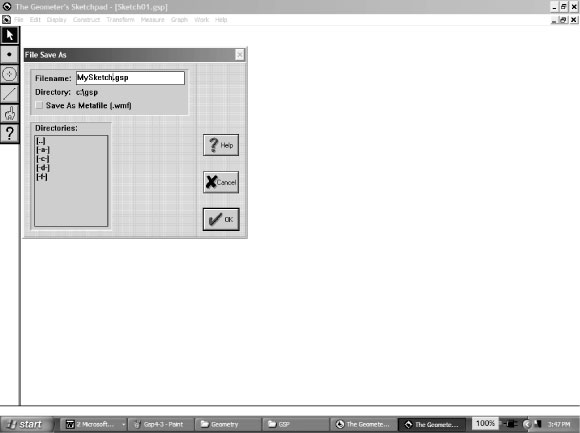 The Geometer's Sketchpad - [Sketch01.gsp]
File Edit Display Construct Transform Measure Graph Work Help
File Save As
Filename: MySketch.gsp
Directory: c:\gsp
Save As Metafile (.wmf)
Directories:
[..]
[-a-]
[-c-]
[-d-]
[-f-]
? Help
Cancel
OK
?
start 2 Microsoft... Gsp4-3 - Paint Geometry GSP The Geomete... The Geomete... 100% 3:47 PM